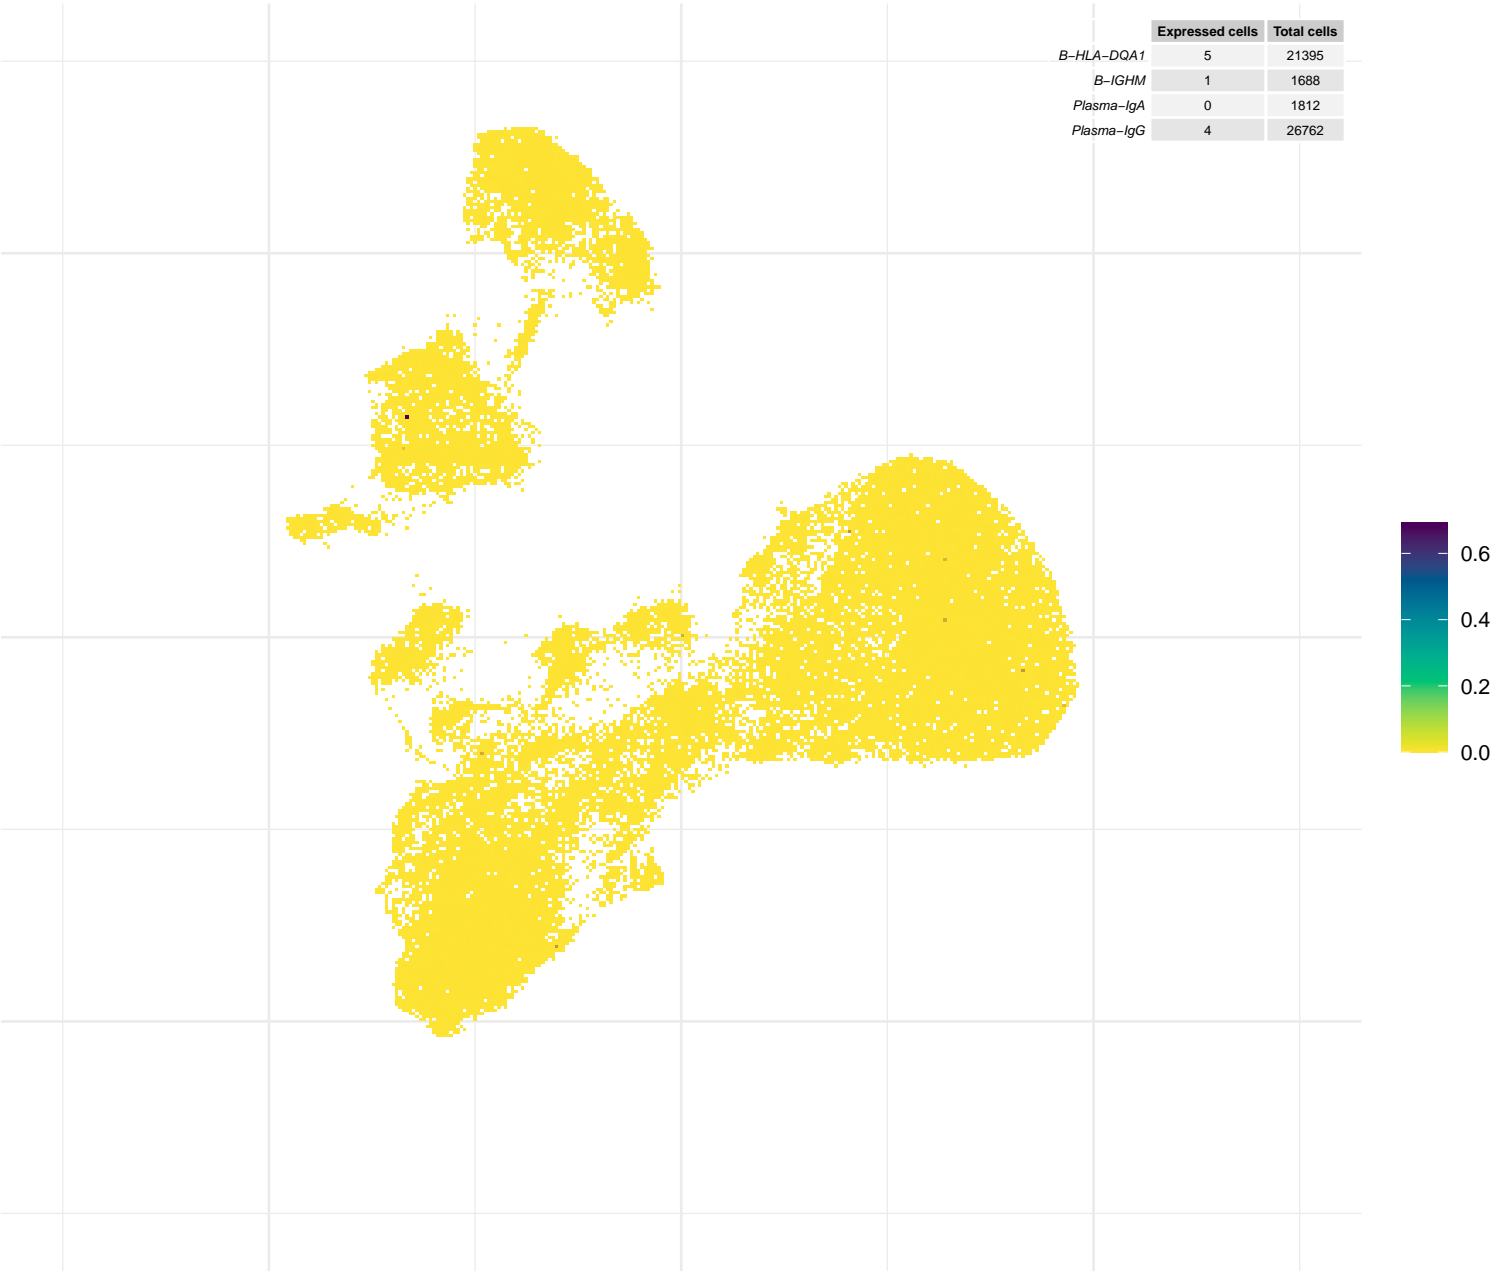 Expressed cells Total cells
B−HLA−DQA1 5 21395
B−IGHM 1 1688
Plasma−IgA 0 1812
Plasma−IgG 4 26762
0.6
0.4
0.2
0.0